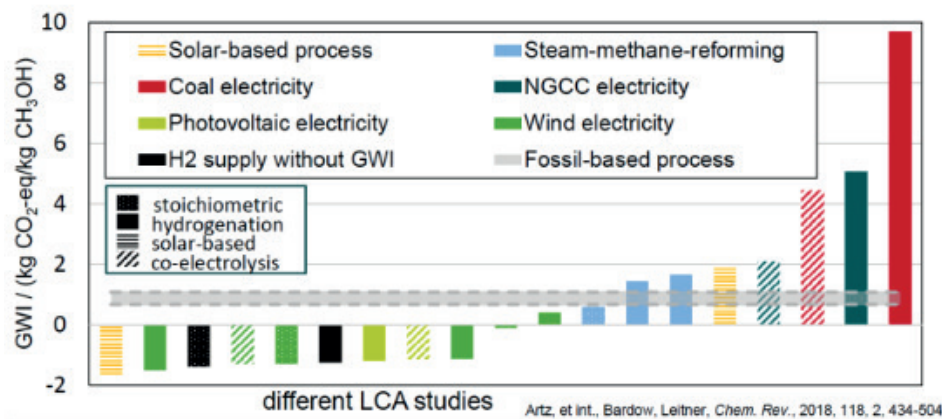 10
8
6
4
2
0
-2
GWI / (kg CO₂-eq/kg CH₃OH)
Solar-based process
Steam-methane-reforming
Coal electricity
NGCC electricity
Photovoltaic electricity
Wind electricity
H2 supply without GWI
Fossil-based process
stoichiometric
hydrogenation
solar-based
co-electrolysis
different LCA studies
Artz, et int., Bardow, Leitner, Chem. Rev., 2018, 118, 2, 434-504